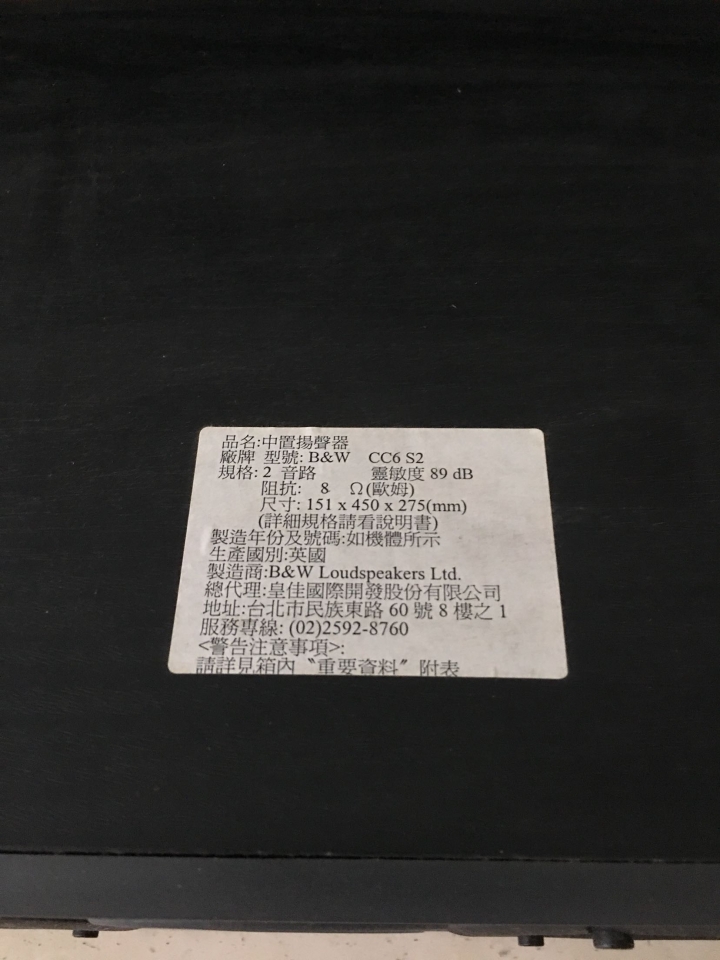 品名:中置揚聲器
廠牌 型號: B&W CC6 S2
規格: 2 音路 靈敏度 89 dB
阻抗: 8 Ω(歐姆)
尺寸: 151 x 450 x 275(mm)
(詳細規格請看說明書)
製造年份及號碼:如機體所示
生產國別:英國
製造商:B&W Loudspeakers Ltd.
總代理:皇佳國際開發股份有限公司
地址:台北市民族東路 60 號 8 樓之 1
服務專線: (02)2592-8760
<警告注意事項>:
請詳見箱內〝重要資料〞附表